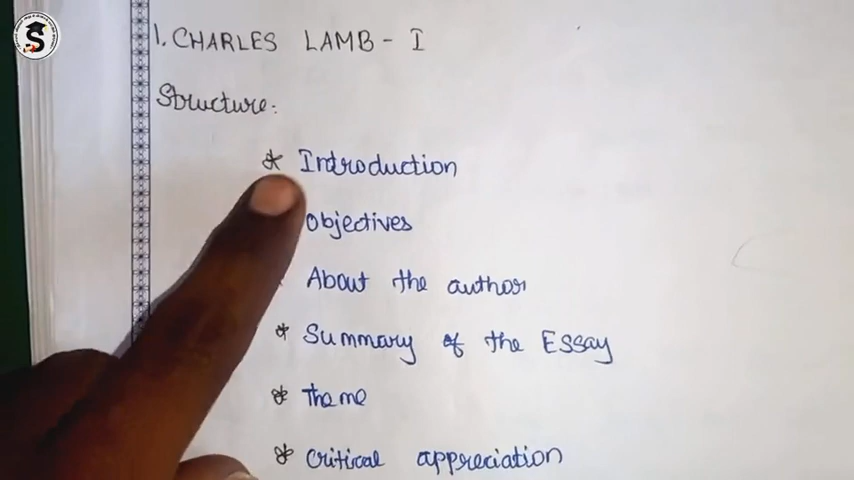 1. CHARLES LAMB - I
Structure:
* Introduction
Objectives
About the author
* Summary of the Essay
* Theme
* Critical appreciation